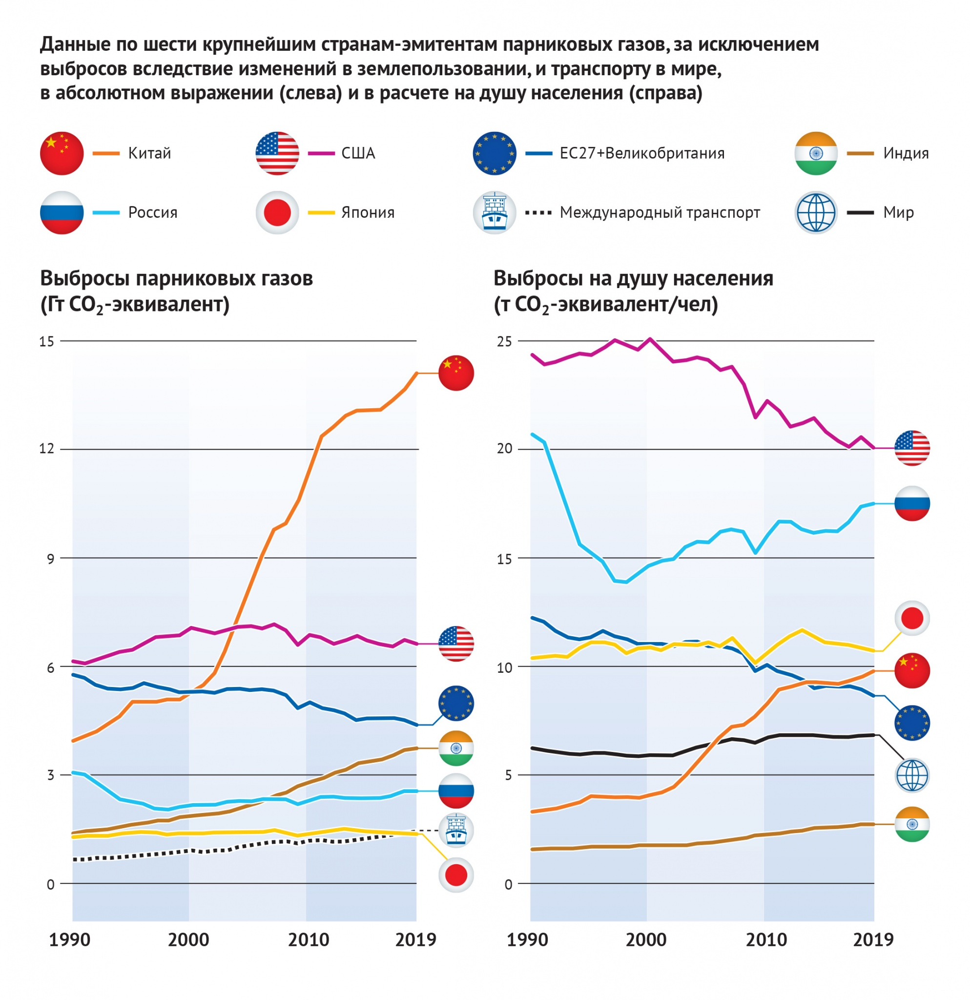 Данные по шести крупнейшим странам-эмитентам парниковых газов, за исключением
выбросов вследствие изменений в землепользовании, и транспорту в мире,
в абсолютном выражении (слева) и в расчете на душу населения (справа)
Китай
США
ЕС27+Великобритания
Индия
Россия
Япония
Международный транспорт
Мир
Выбросы парниковых газов
(Гт CO₂-эквивалент)
15
12
9
6
3
0
1990 2000 2010 2019
Выбросы на душу населения
(т CO₂-эквивалент/чел)
25
20
15
10
5
0
1990 2000 2010 2019